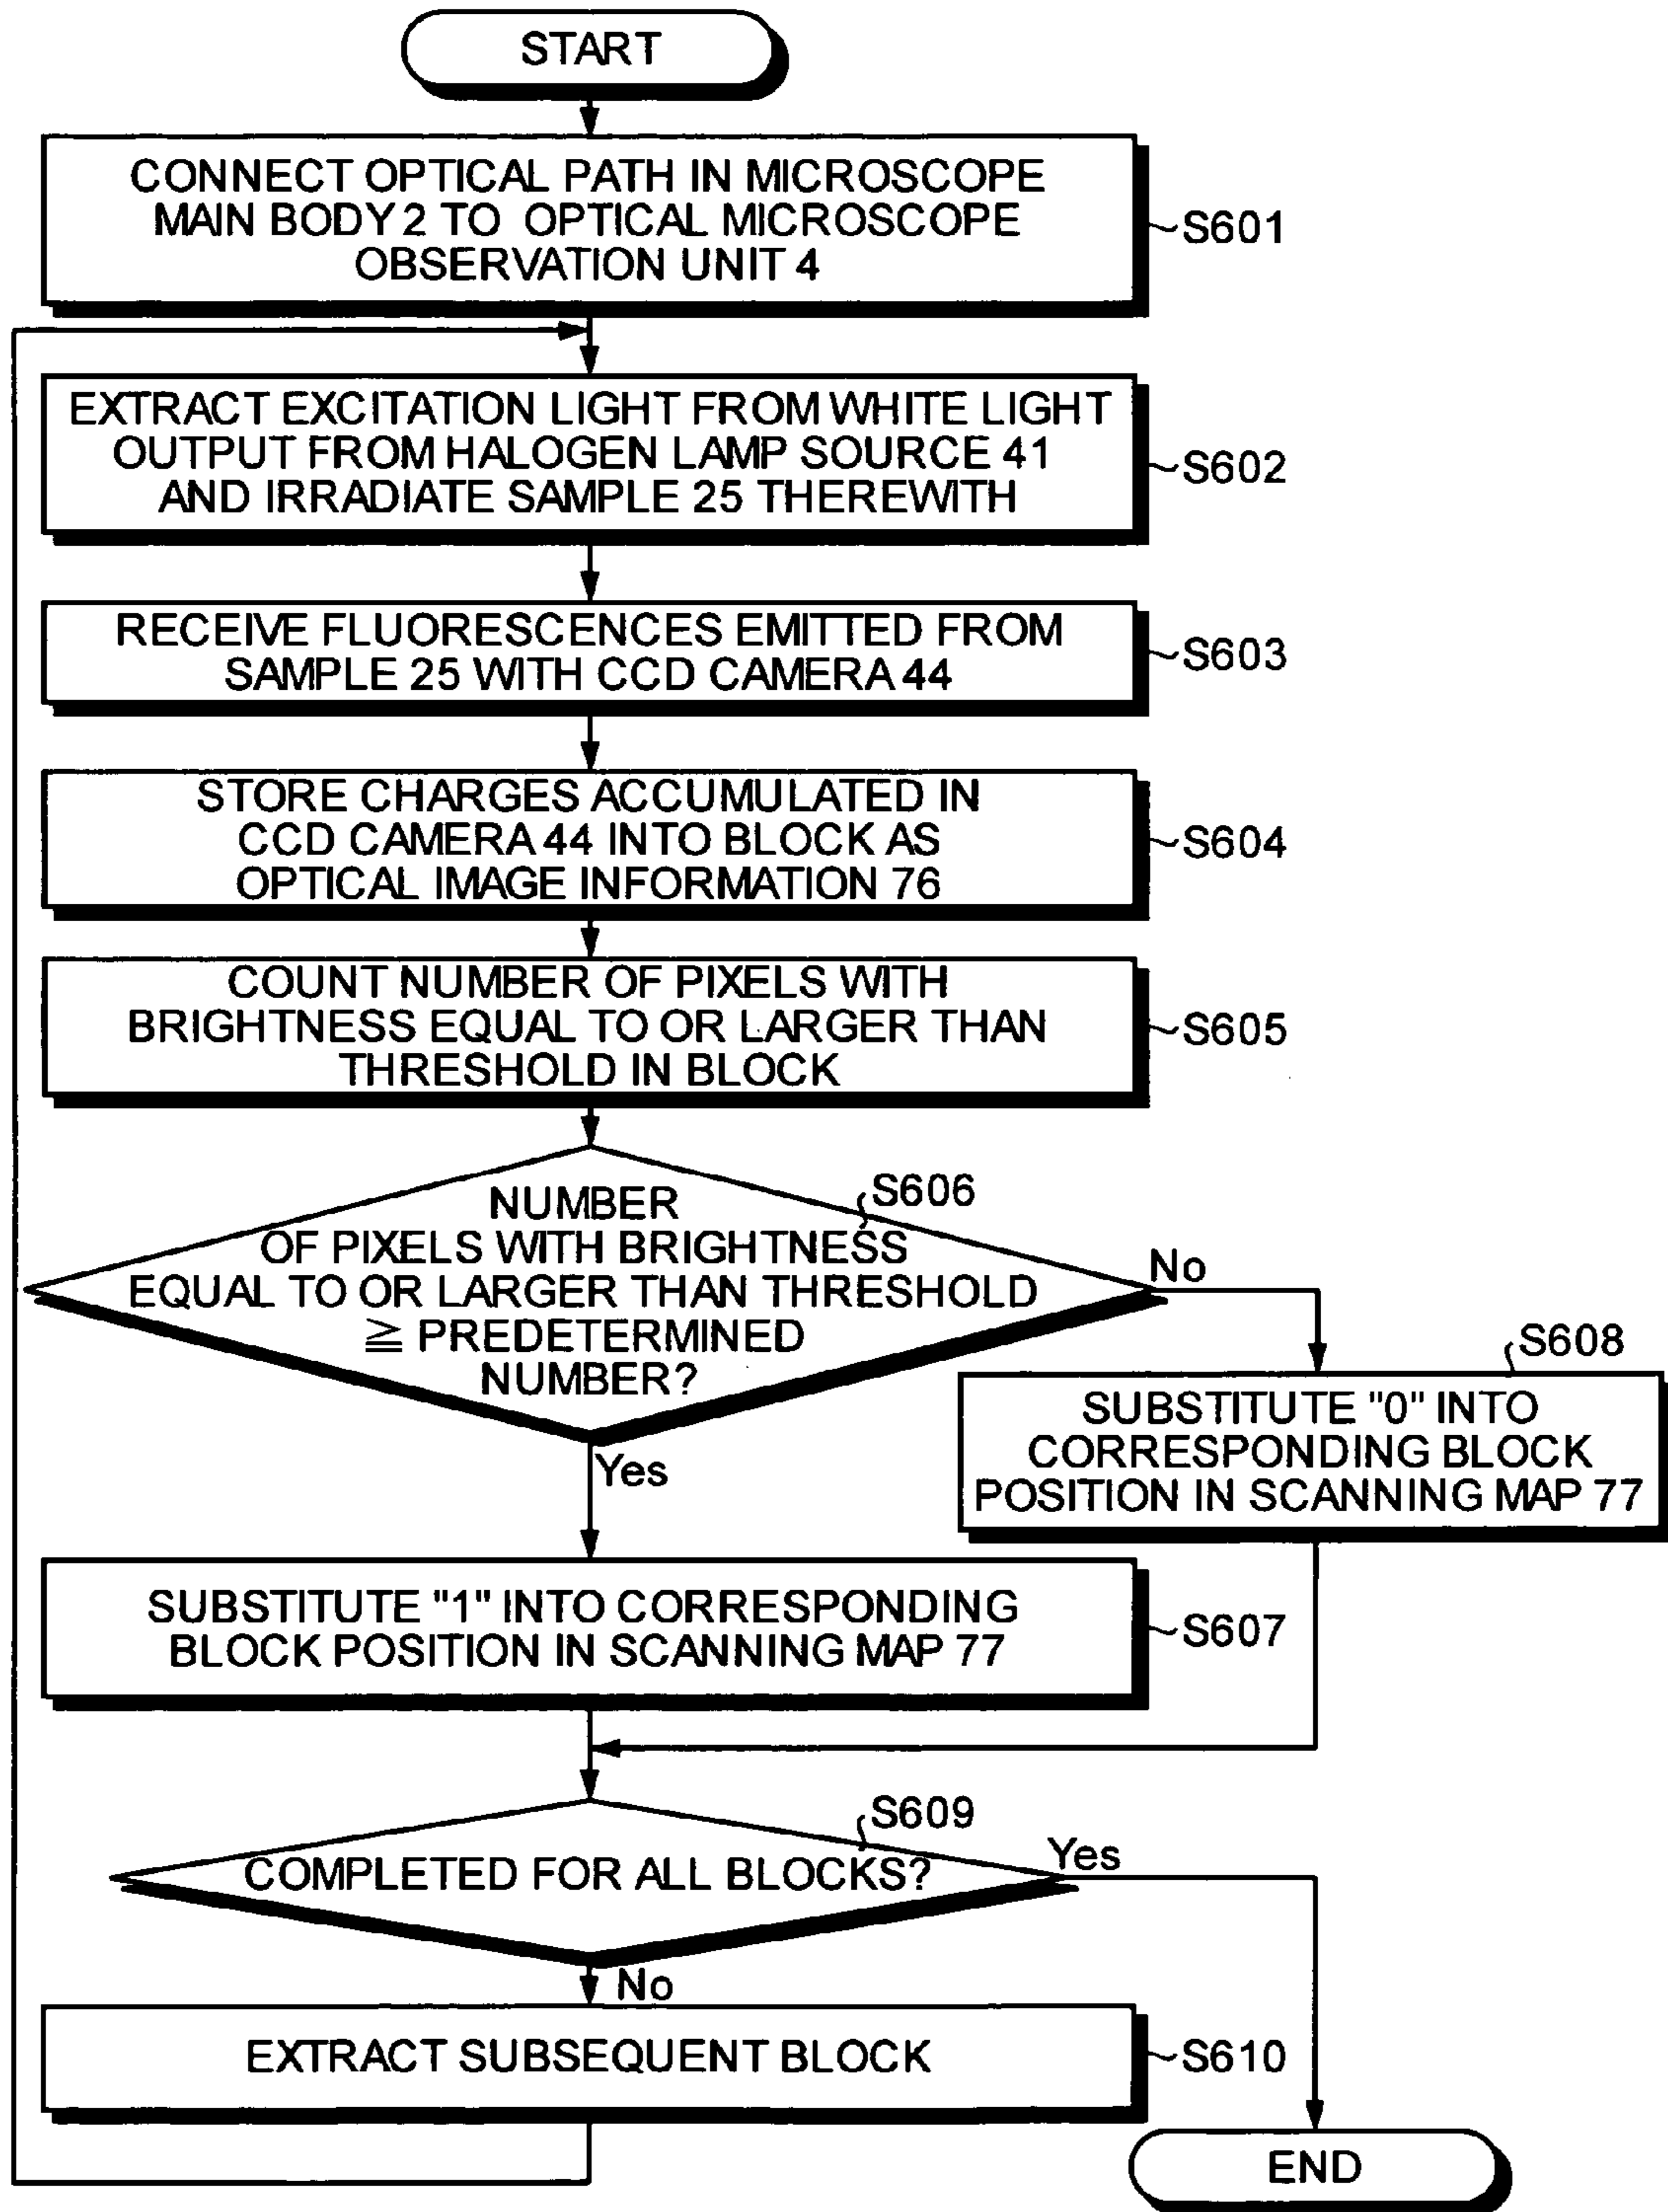 START
CONNECT OPTICAL PATH IN MICROSCOPE
MAIN BODY 2 TO OPTICAL MICROSCOPE
OBSERVATION UNIT 4
S601
EXTRACT EXCITATION LIGHT FROM WHITE LIGHT
OUTPUT FROM HALOGEN LAMP SOURCE 41
AND IRRADIATE SAMPLE 25 THEREWITH
S602
RECEIVE FLUORESCENCES EMITTED FROM
SAMPLE 25 WITH CCD CAMERA 44
S603
STORE CHARGES ACCUMULATED IN
CCD CAMERA 44 INTO BLOCK AS
OPTICAL IMAGE INFORMATION 76
S604
COUNT NUMBER OF PIXELS WITH
BRIGHTNESS EQUAL TO OR LARGER THAN
THRESHOLD IN BLOCK
S605
S606
NUMBER
OF PIXELS WITH BRIGHTNESS
EQUAL TO OR LARGER THAN THRESHOLD
≧ PREDETERMINED
NUMBER?
No
Yes
S608
SUBSTITUTE "0" INTO
CORRESPONDING BLOCK
POSITION IN SCANNING MAP 77
SUBSTITUTE "1" INTO CORRESPONDING
BLOCK POSITION IN SCANNING MAP 77
S607
S609
COMPLETED FOR ALL BLOCKS?
Yes
No
EXTRACT SUBSEQUENT BLOCK
S610
END